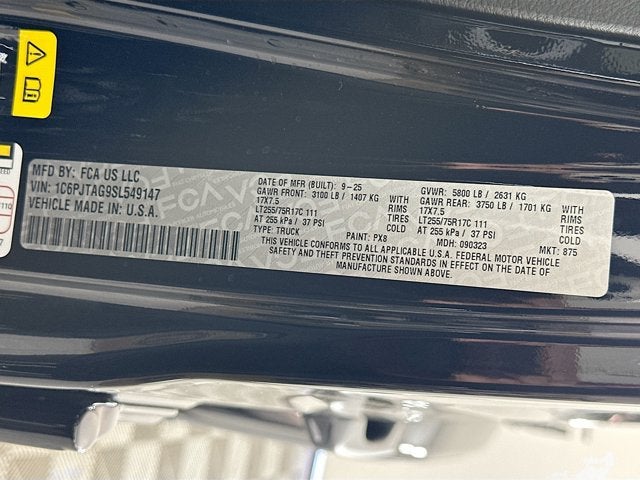 MFD BY: FCA US LLC
VIN: 1C6PJTAG9SL549147
VEHICLE MADE IN: U.S.A.
DATE OF MFR (BUILT): 9-25
GAWR FRONT: 3100 LB / 1407 KG WITH
17X7.5 RIMS
LT255/75R17C 111 TIRES
AT 255 kPa / 37 PSI COLD
TYPE: TRUCK PAINT: PX8
GVWR: 5800 LB / 2631 KG
GAWR REAR: 3750 LB / 1701 KG WITH
17X7.5 RIMS
LT255/75R17C 111 TIRES
AT 255 kPa / 37 PSI COLD
MDH: 090323 MKT: 875
THIS VEHICLE CONFORMS TO ALL APPLICABLE U.S.A. FEDERAL MOTOR VEHICLE
SAFETY AND THEFT PREVENTION STANDARDS IN EFFECT ON THE DATE OF
MANUFACTURE SHOWN ABOVE.